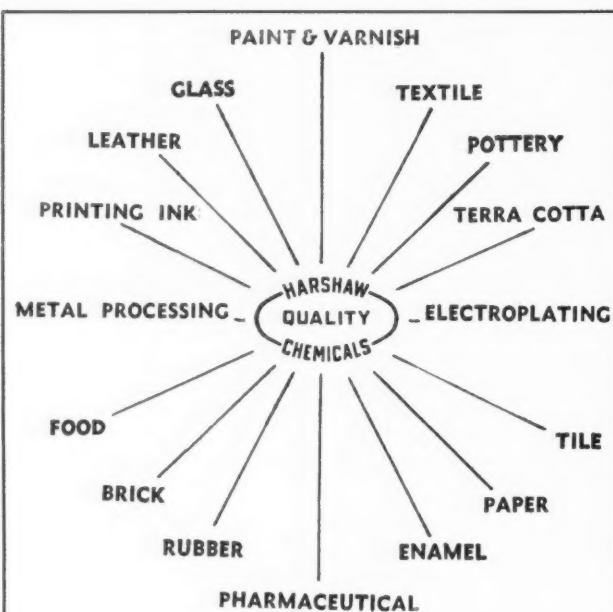 PAINT & VARNISH
GLASS
TEXTILE
LEATHER
POTTERY
PRINTING INK
TERRA COTTA
HARSHAW
METAL PROCESSING
QUALITY
ELECTROPLATING
CHEMICALS
FOOD
TILE
BRICK
PAPER
RUBBER
ENAMEL
PHARMACEUTICAL